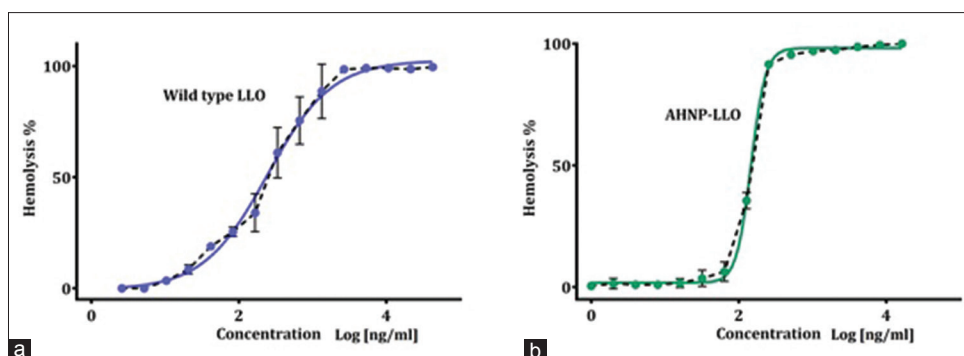 100
50
0
Hemolysis %
Wild type LLO
0 2 4
Concentration Log [ng/ml]
a
100
50
0
Hemolysis %
AHNP-LLO
0 2 4
Concentration Log [ng/ml]
b